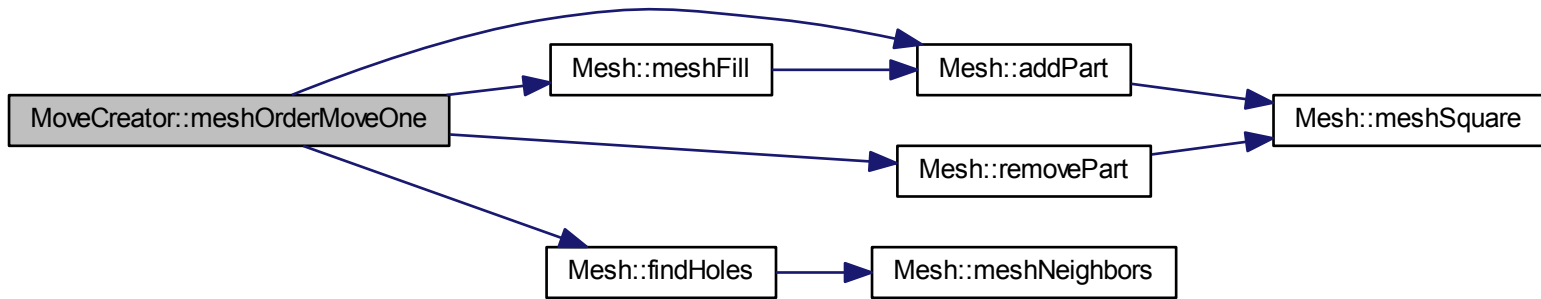 MoveCreator::meshOrderMoveOne
Mesh::meshFill
Mesh::addPart
Mesh::meshSquare
Mesh::removePart
Mesh::findHoles
Mesh::meshNeighbors